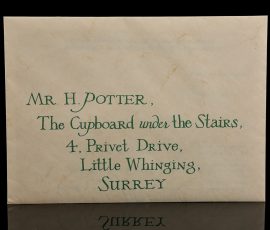 MR. H. POTTER,
The Cupboard under the Stairs,
4, Privet Drive,
Little Whinging,
SURREY